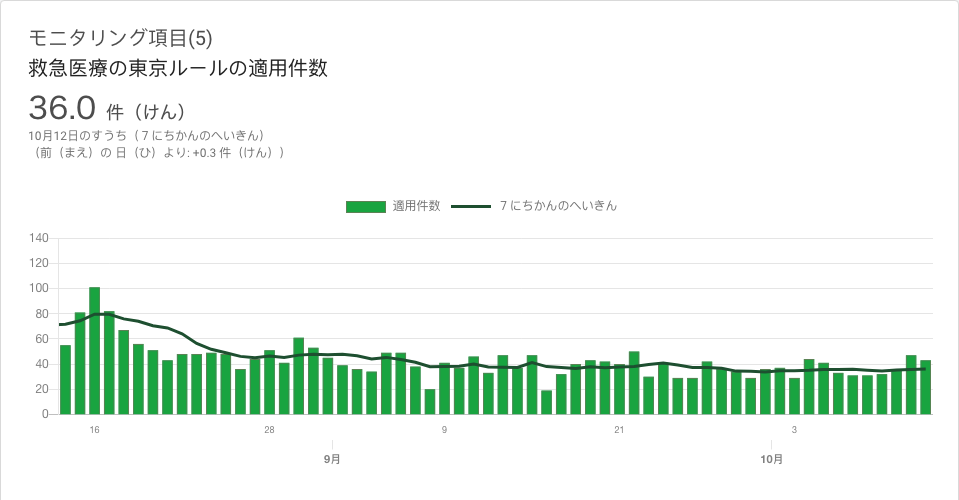 モニタリング項目(5)
救急医療の東京ルールの適用件数
36.0 件（けん）
10月12日のすうち（７にちかんのへいきん）
（前（まえ）の 日（ひ）より: +0.3 件（けん））
適用件数 ７にちかんのへいきん
140
120
100
80
60
40
20
0
16 28 9 21 3
9月 10月